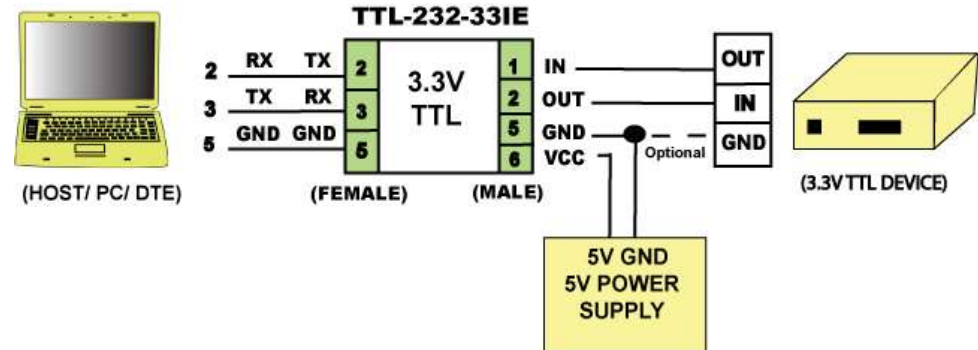 TTL-232-33IE
2 RX TX 2
3 TX RX 3
5 GND GND 5
3.3V
TTL
1 IN OUT
2 OUT IN
5 GND Optional GND
6 VCC
(HOST/ PC/ DTE)
(FEMALE)
(MALE)
(3.3V TTL DEVICE)
5V GND
5V POWER
SUPPLY